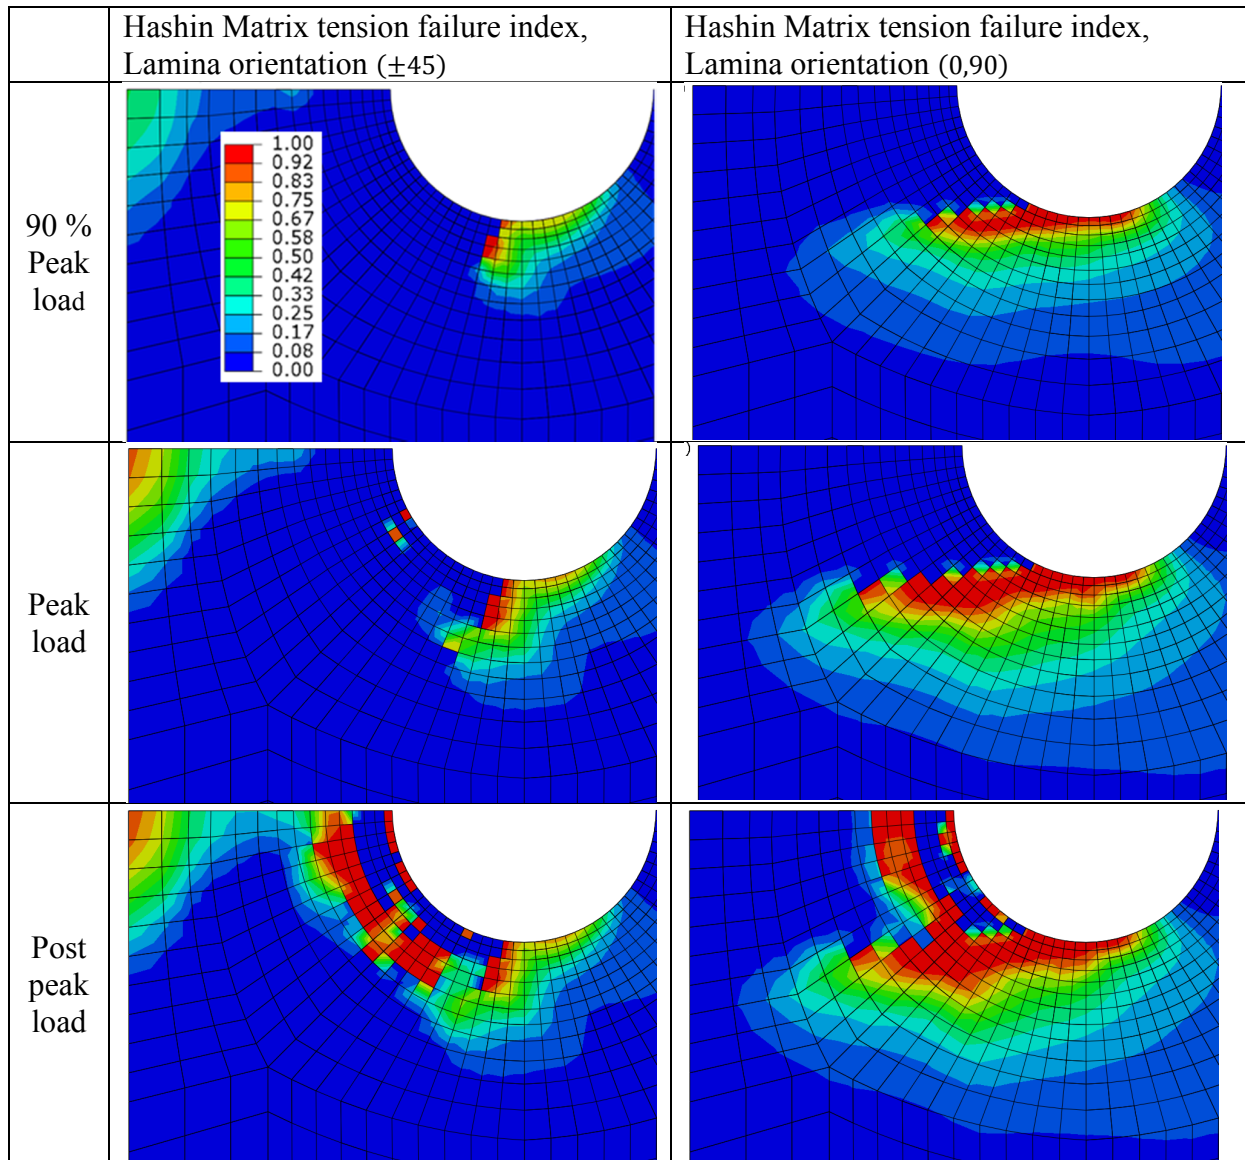 Hashin Matrix tension failure index,
Lamina orientation (±45)
Hashin Matrix tension failure index,
Lamina orientation (0,90)
90 %
Peak
load
1.00
0.92
0.83
0.75
0.67
0.58
0.50
0.42
0.33
0.25
0.17
0.08
0.00
)
Peak
load
Post
peak
load